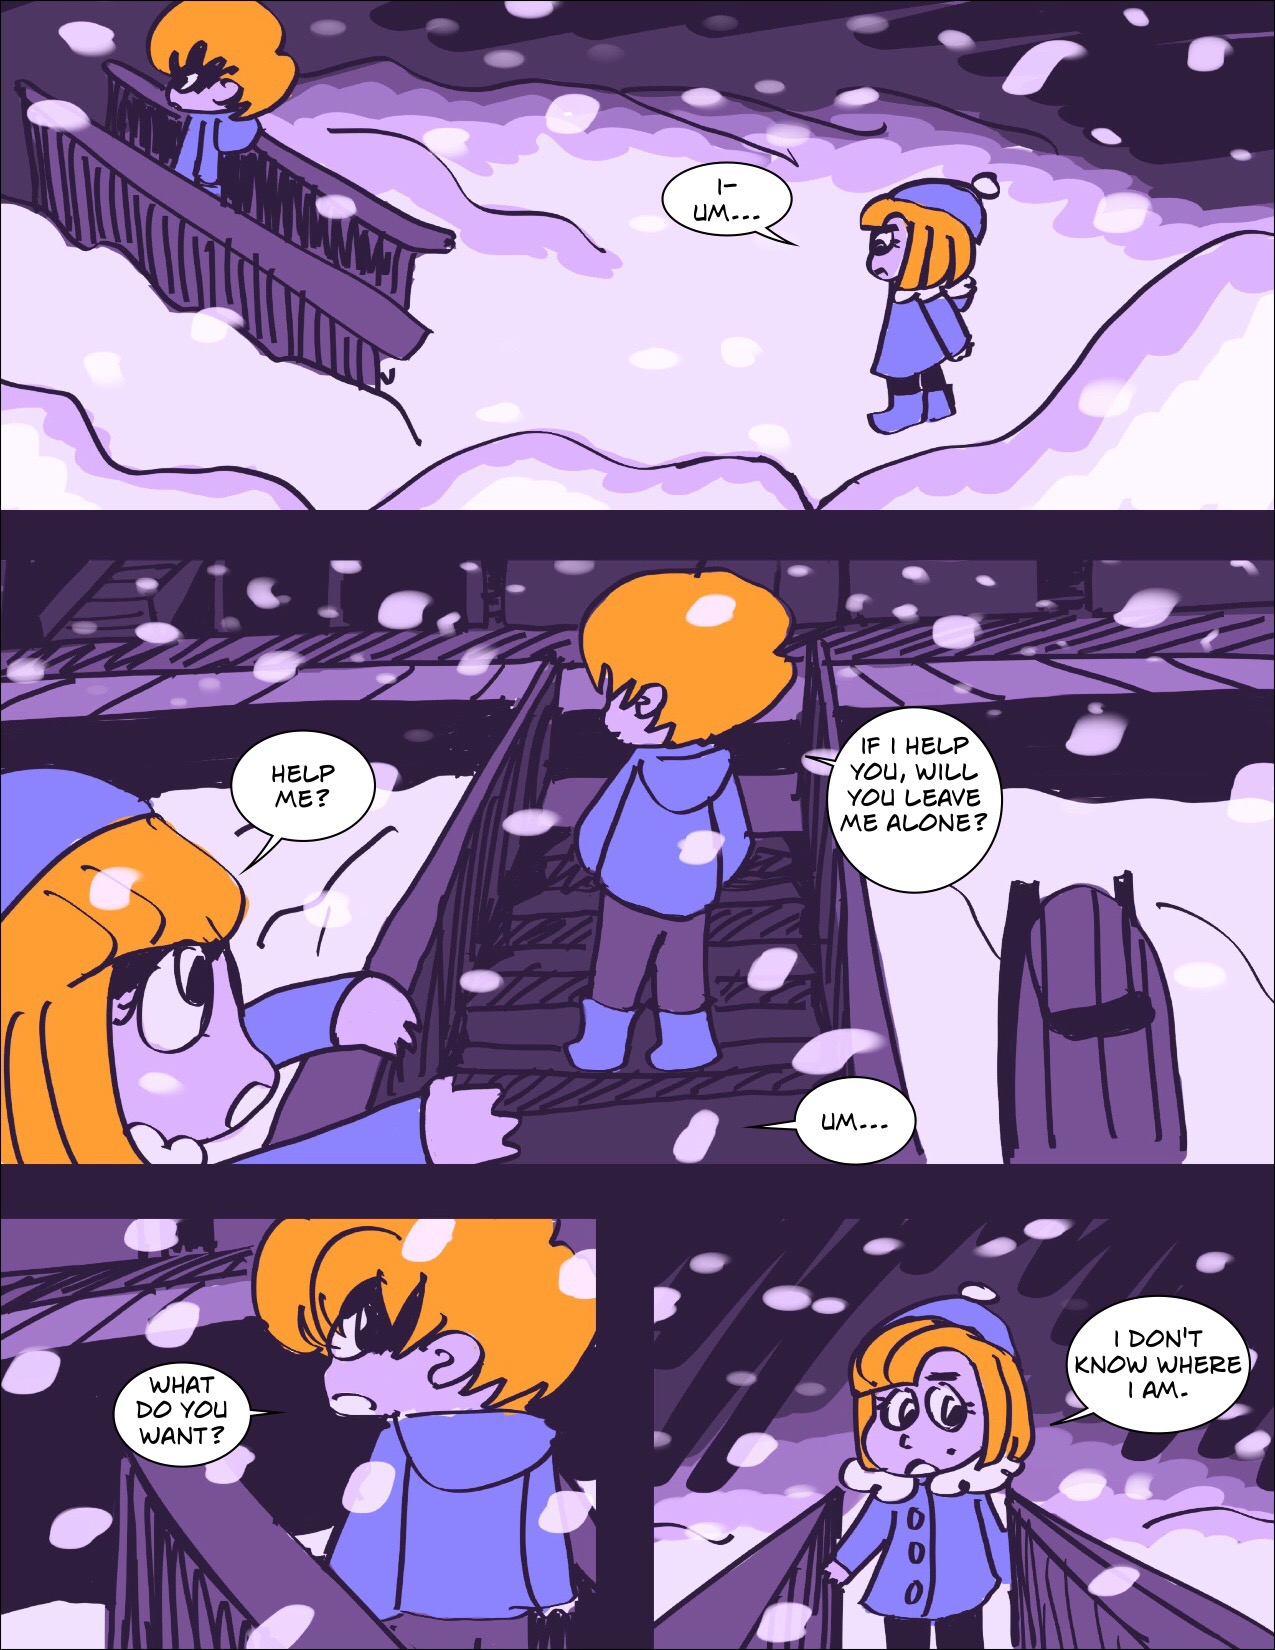 I-
UM...
HELP
ME?
IF I HELP
YOU, WILL
YOU LEAVE
ME ALONE?
UM...
WHAT
DO YOU
WANT?
I DON'T
KNOW WHERE
I AM.